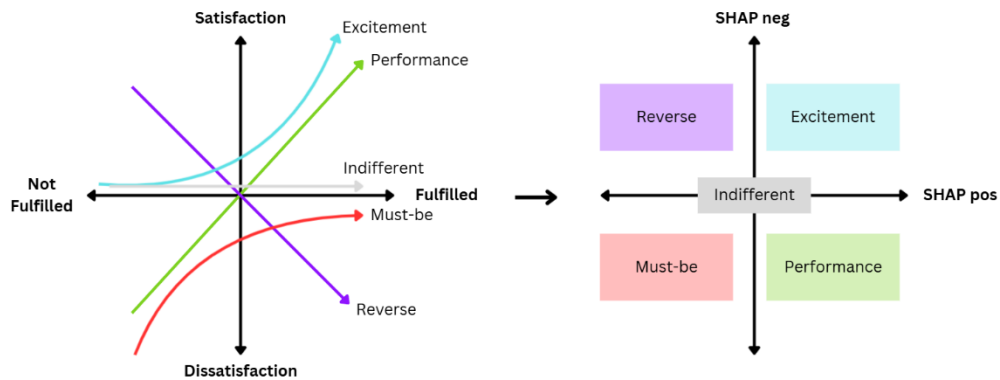 Satisfaction
Excitement
Performance
Indifferent
Not
Fulfilled
Fulfilled
Must-be
Reverse
Dissatisfaction
SHAP neg
Reverse
Excitement
Indifferent
SHAP pos
Must-be
Performance